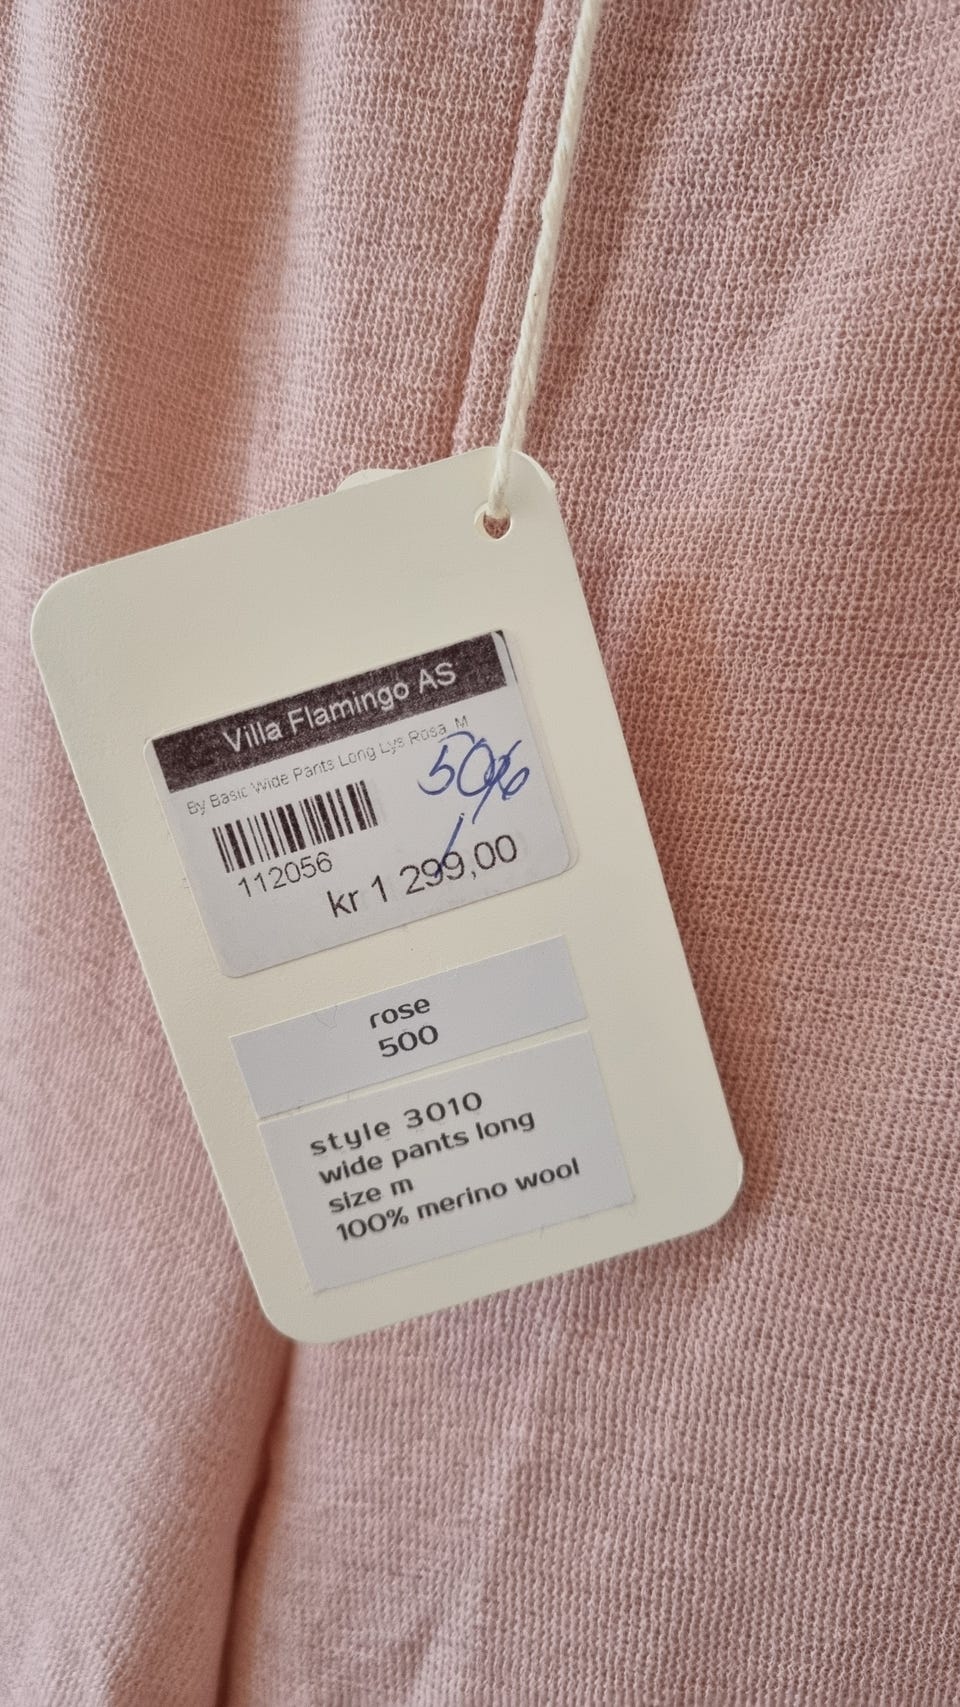 Villa Flamingo AS
By Basic Wide Pants Long Lys Rosa M
50%
112056
kr 1 299,00
rose
500
style 3010
wide pants long
size m
100% merino wool